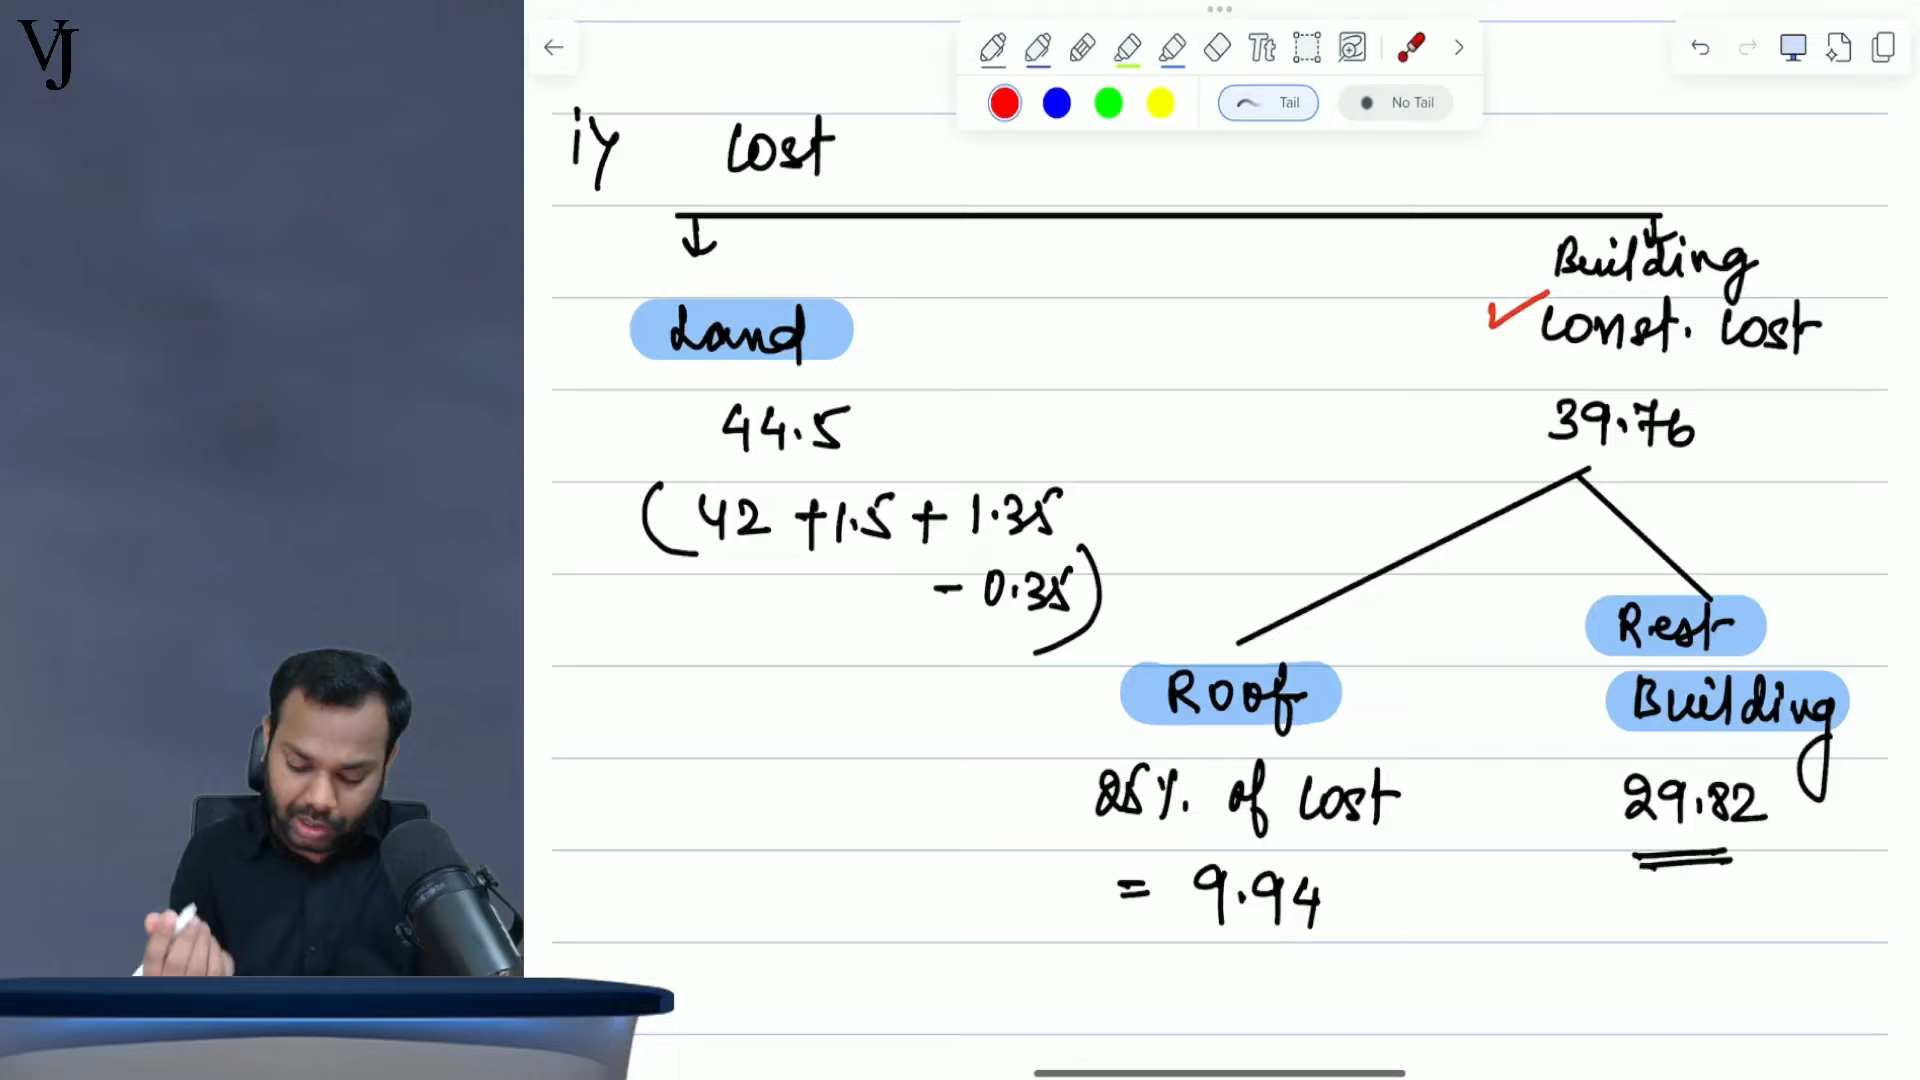 VJ
Tt
Tail
No Tail
i) Cost
Building
Land
Const. Cost
44.5
39.76
(42 + 1.5 + 1.35
- 0.35)
Rest
Roof
Building
25% of Cost
29.82
= 9.94